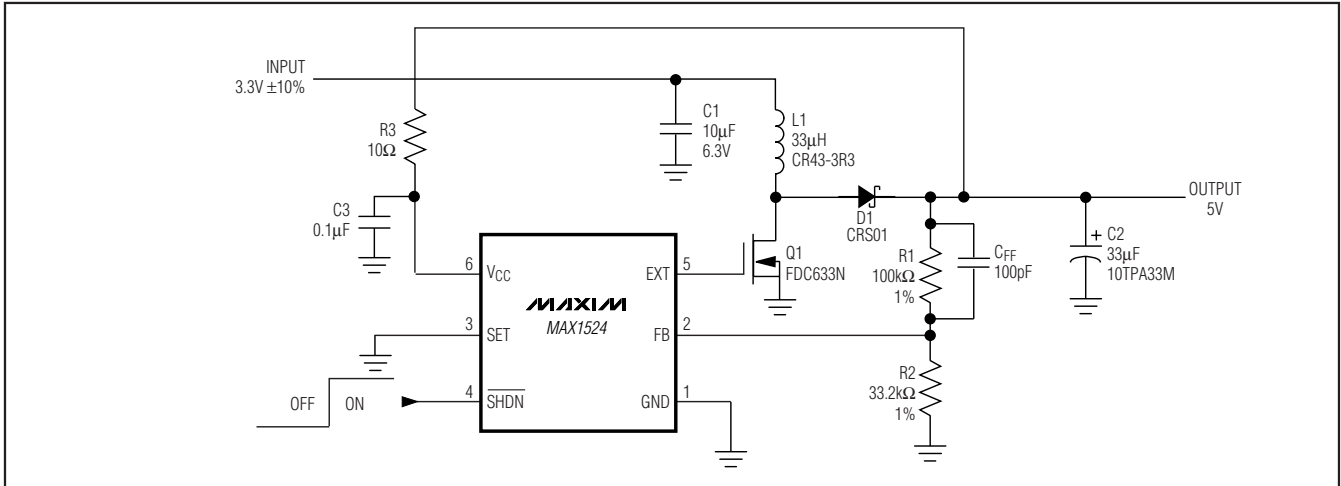 INPUT
3.3V ±10%
R3
10Ω
C3
0.1µF
C1
10µF
6.3V
L1
33µH
CR43-3R3
D1
CRS01
OUTPUT
5V
C2
+
33µF
10TPA33M
Q1
FDC633N
R1
100kΩ
1%
CFF
100pF
R2
33.2kΩ
1%
6
VCC
EXT
5
MAXIM
MAX1524
3
SET
FB
2
4
SHDN
GND
1
OFF
ON